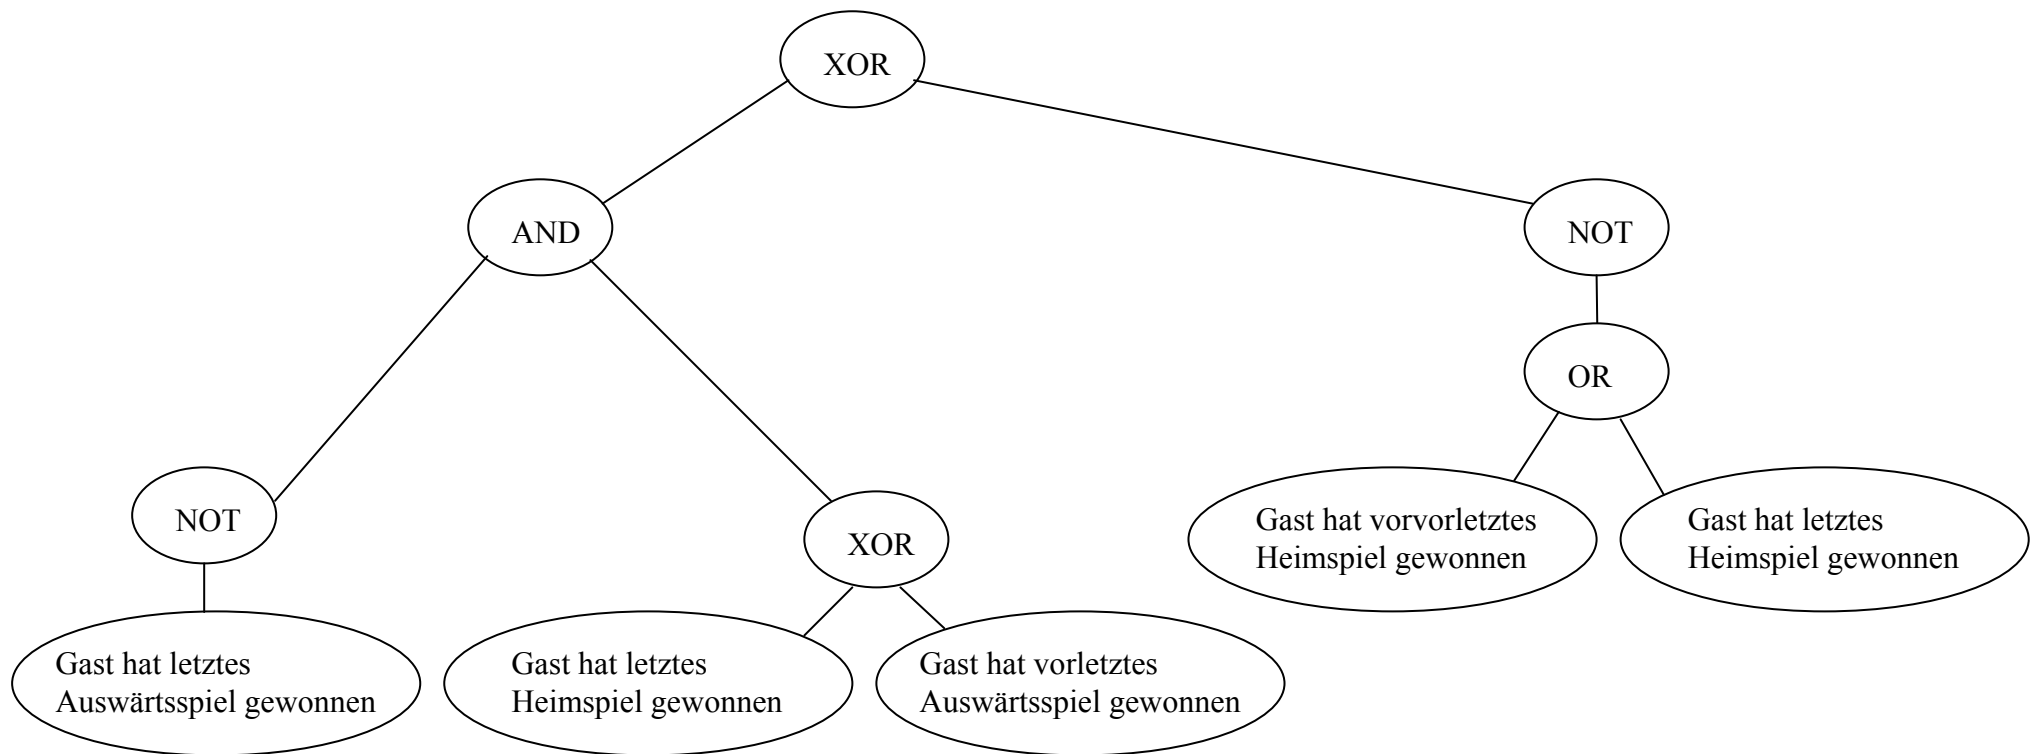 XOR
AND
NOT
OR
NOT
XOR
Gast hat vorvorletztes
Heimspiel gewonnen
Gast hat letztes
Heimspiel gewonnen
Gast hat letztes
Auswärtsspiel gewonnen
Gast hat letztes
Heimspiel gewonnen
Gast hat vorletztes
Auswärtsspiel gewonnen